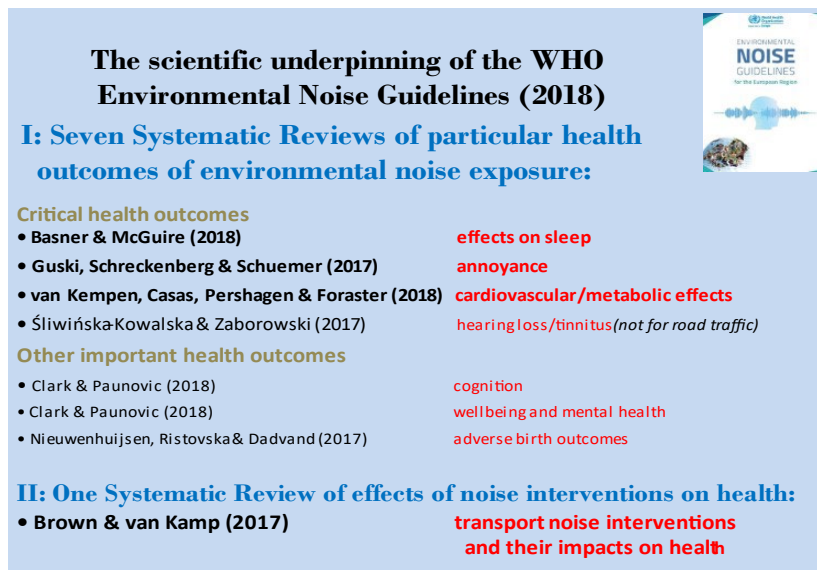 The scientific underpinning of the WHO
Environmental Noise Guidelines (2018)
I: Seven Systematic Reviews of particular health
outcomes of environmental noise exposure:
ENVIRONMENTAL
NOISE
GUIDELINES
for the European Region
Critical health outcomes
• Basner & McGuire (2018) effects on sleep
• Guski, Schreckenberg & Schuemer (2017) annoyance
• van Kempen, Casas, Pershagen & Foraster (2018) cardiovascular/metabolic effects
• Śliwińska-Kowalska & Zaborowski (2017) hearing loss/tinnitus (not for road traffic)
Other important health outcomes
• Clark & Paunovic (2018) cognition
• Clark & Paunovic (2018) wellbeing and mental health
• Nieuwenhuijsen, Ristovska & Dadvand (2017) adverse birth outcomes
II: One Systematic Review of effects of noise interventions on health:
• Brown & van Kamp (2017) transport noise interventions
and their impacts on health